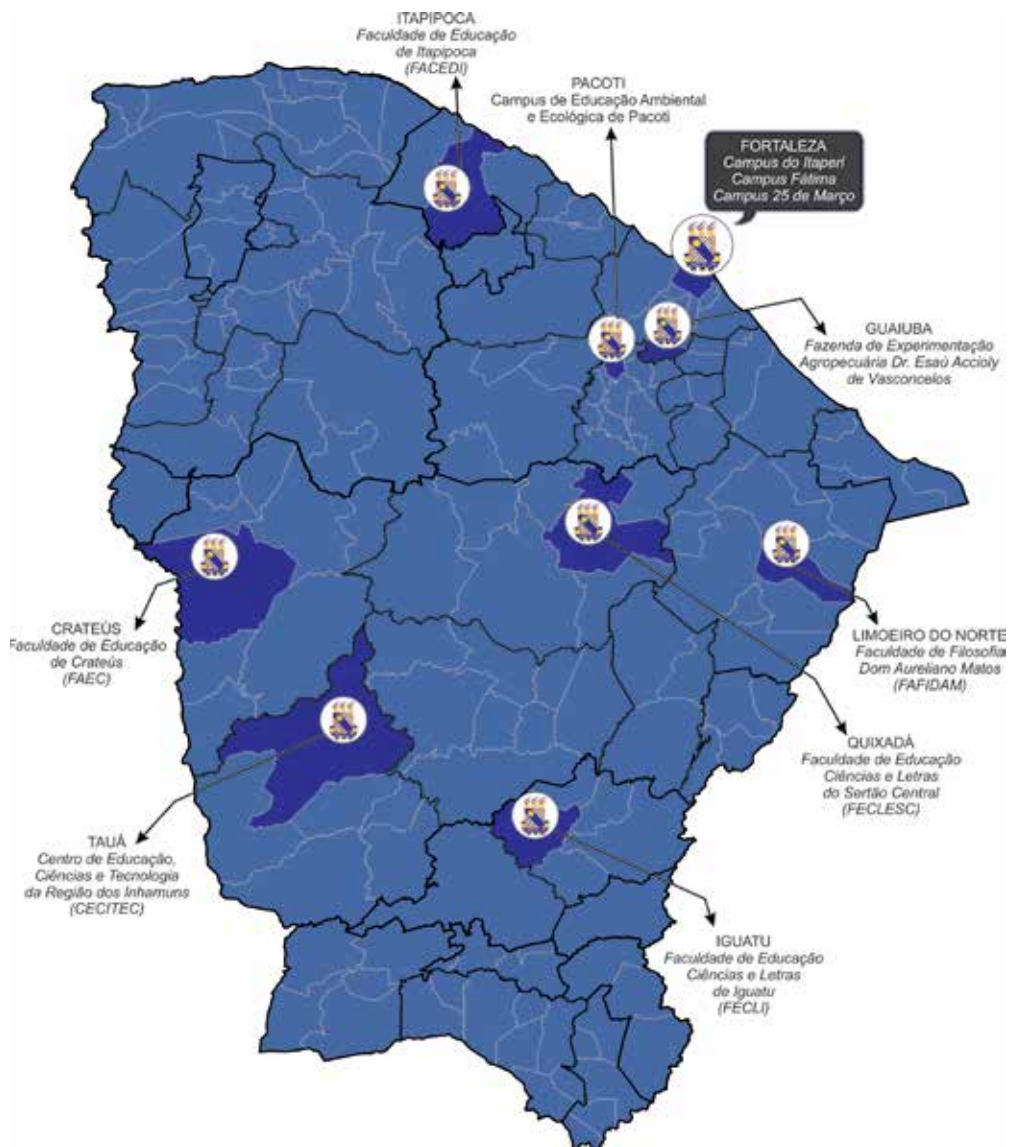 ITAPIPOCA
Faculdade de Educação
de Itapipoca
(FACEDI)
PACOTI
Campus de Educação Ambiental
e Ecológica de Pacoti
FORTALEZA
Campus do Itaperi
Campus Fátima
Campus 25 de Março
GUAIUBA
Fazenda de Experimentação
Agropecuária Dr. Esaú Accioly
de Vasconcelos
CRATEÚS
Faculdade de Educação
de Crateús
(FAEC)
LIMOEIRO DO NORTE
Faculdade de Filosofia
Dom Aureliano Matos
(FAFIDAM)
QUIXADÁ
Faculdade de Educação
Ciências e Letras
do Sertão Central
(FECLESC)
TAUÁ
Centro de Educação,
Ciências e Tecnologia
da Região dos Inhamuns
(CECITEC)
IGUATU
Faculdade de Educação
Ciências e Letras
de Iguatu
(FECLI)